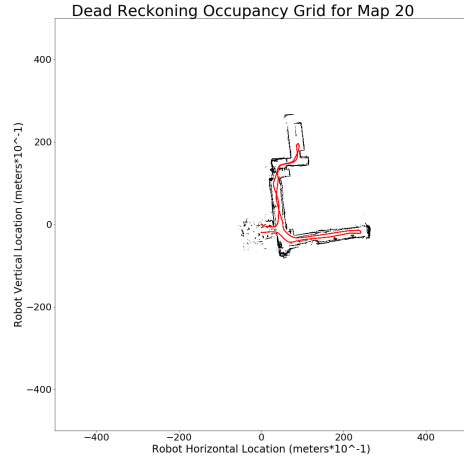 Dead Reckoning Occupancy Grid for Map 20
Robot Vertical Location (meters*10^-1)
400
200
0
−200
−400
−400 −200 0 200 400
Robot Horizontal Location (meters*10^-1)